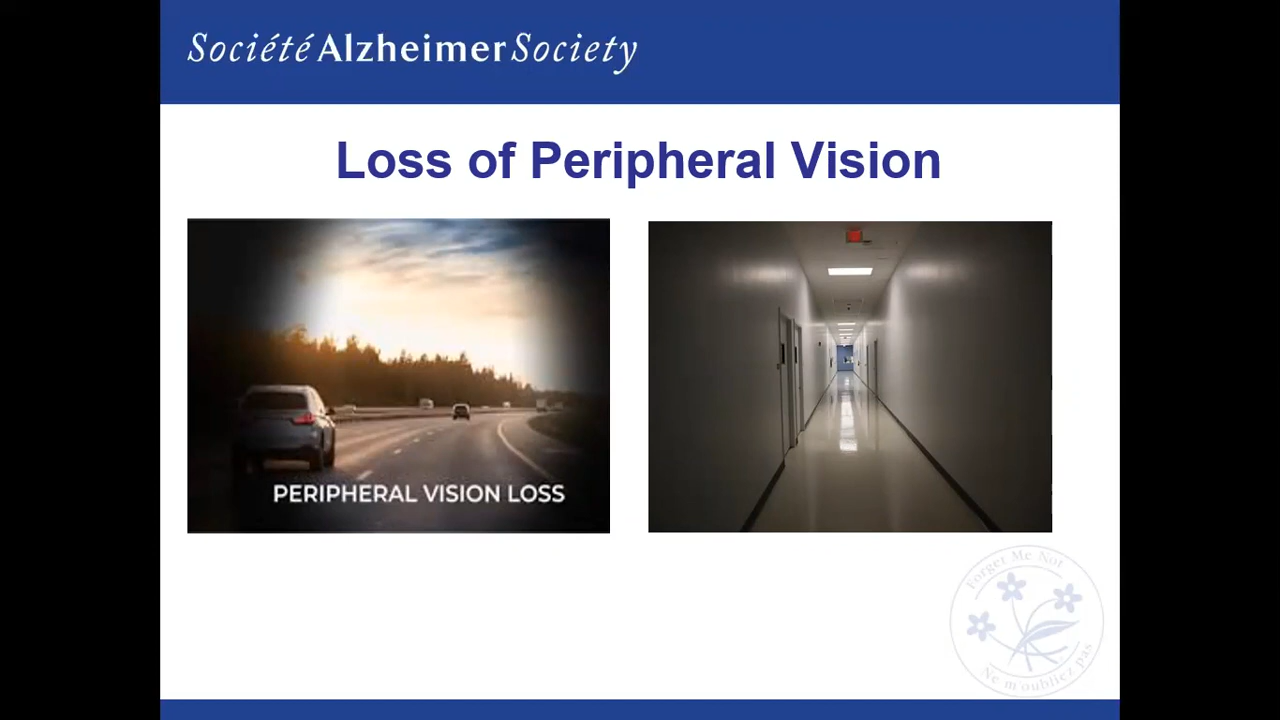 Société Alzheimer Society
Loss of Peripheral Vision
PERIPHERAL VISION LOSS
Forget Me Not
Ne m'oubliez pas